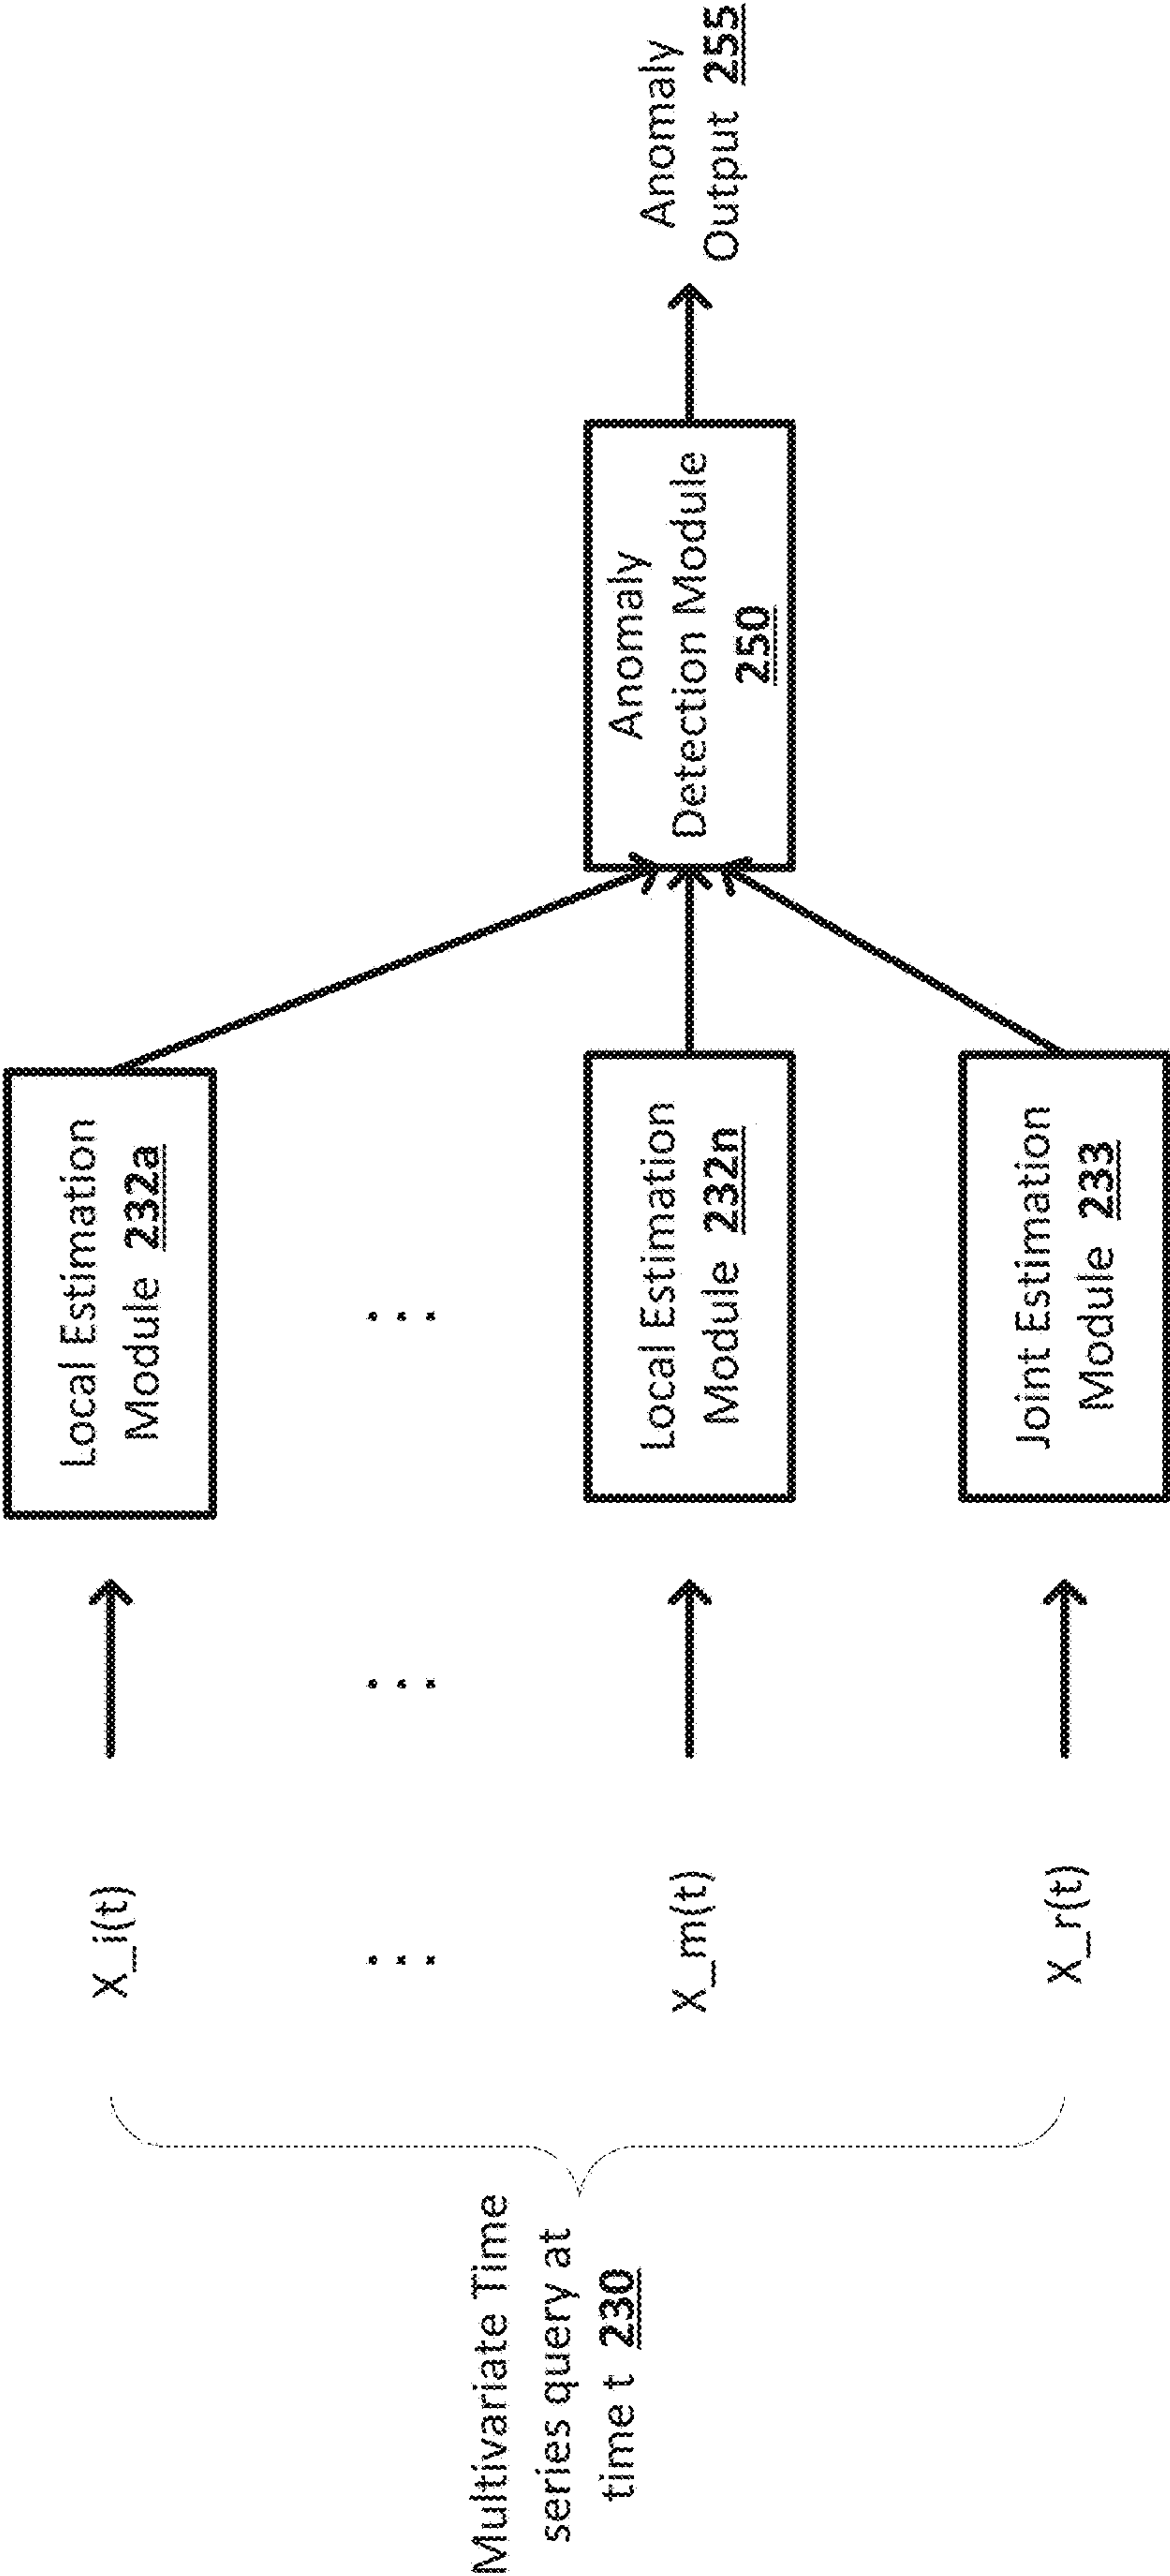 Multivariate Time
series query at
time t 230
X_i(t)
...
X_m(t)
X_r(t)
...
Local Estimation
Module 232a
...
Local Estimation
Module 232n
Joint Estimation
Module 233
Anomaly
Detection Module
250
Anomaly
Output 255